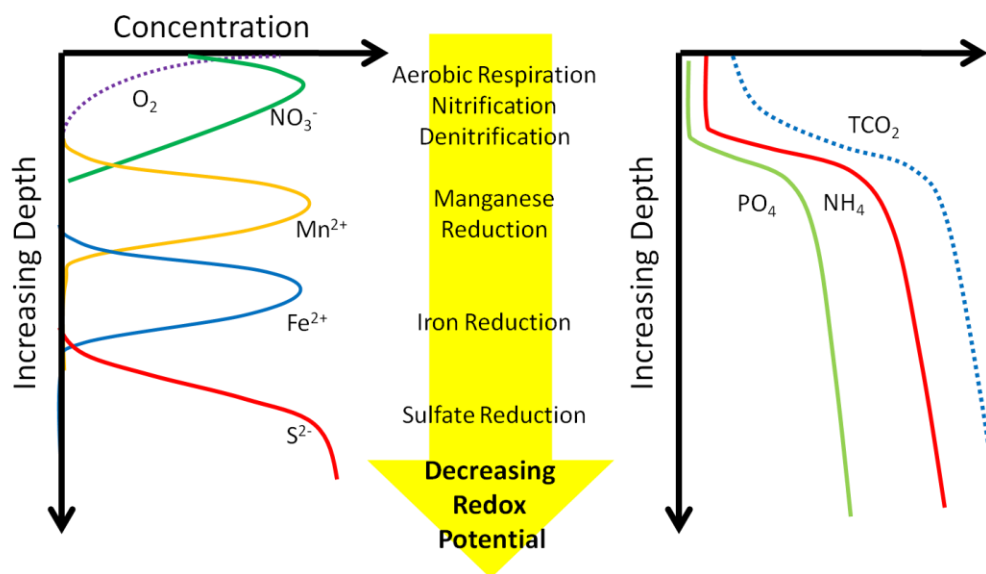 Concentration
Increasing Depth
O₂
NO₃⁻
Mn²⁺
Fe²⁺
S²⁻
Aerobic Respiration
Nitrification
Denitrification
Manganese
Reduction
Iron Reduction
Sulfate Reduction
Decreasing
Redox
Potential
Increasing Depth
TCO₂
PO₄
NH₄